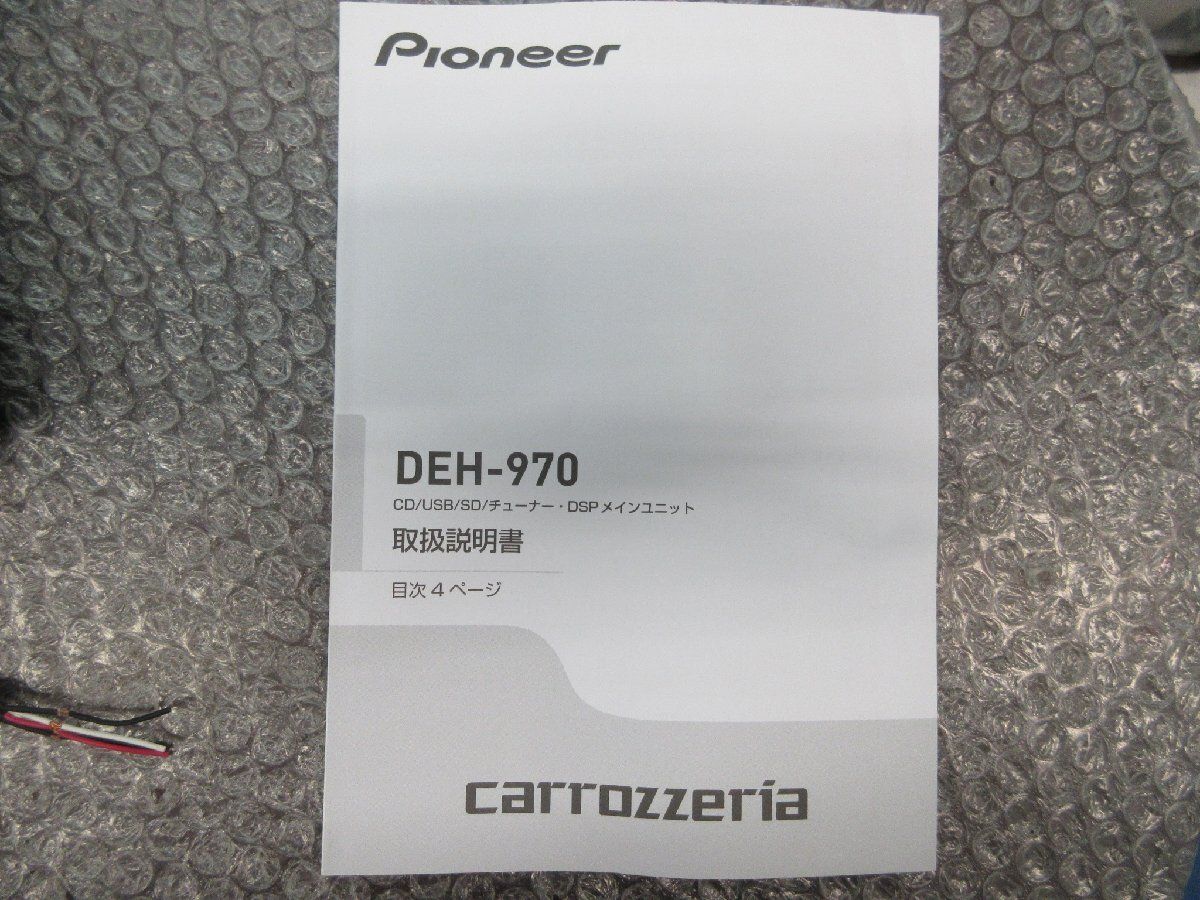 Pioneer
DEH-970
CD/USB/SD/チューナー・DSPメインユニット
取扱説明書
目次4ページ
carrozzeria